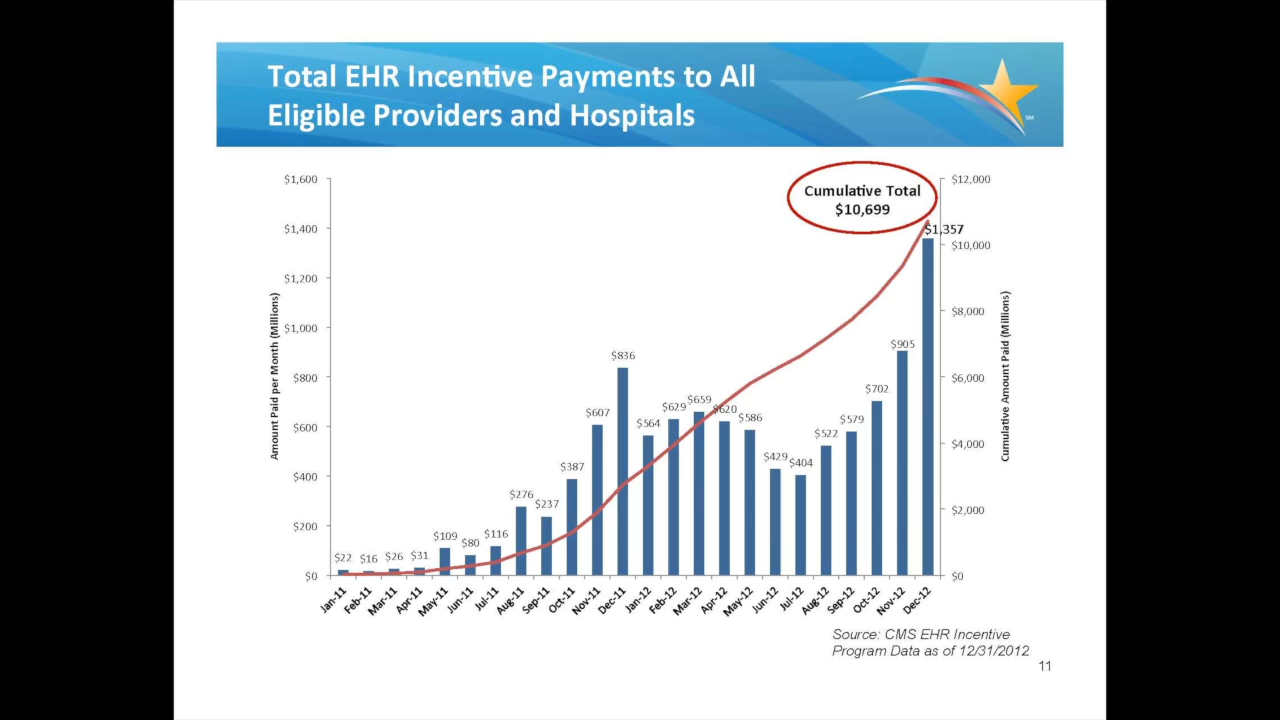 Total EHR Incentive Payments to All
Eligible Providers and Hospitals
SM
Cumulative Total
$10,699
Amount Paid per Month (Millions)
$1,600
$1,400
$1,200
$1,000
$800
$600
$400
$200
$0
$22
$16
$26
$31
$109
$80
$116
$276
$237
$387
$607
$836
$564
$629
$659
$620
$586
$429
$404
$522
$579
$702
$905
$1,357
$12,000
$10,000
$8,000
$6,000
$4,000
$2,000
$0
Cumulative Amount Paid (Millions)
Jan-11
Feb-11
Mar-11
Apr-11
May-11
Jun-11
Jul-11
Aug-11
Sep-11
Oct-11
Nov-11
Dec-11
Jan-12
Feb-12
Mar-12
Apr-12
May-12
Jun-12
Jul-12
Aug-12
Sep-12
Oct-12
Nov-12
Dec-12
Source: CMS EHR Incentive
Program Data as of 12/31/2012
11